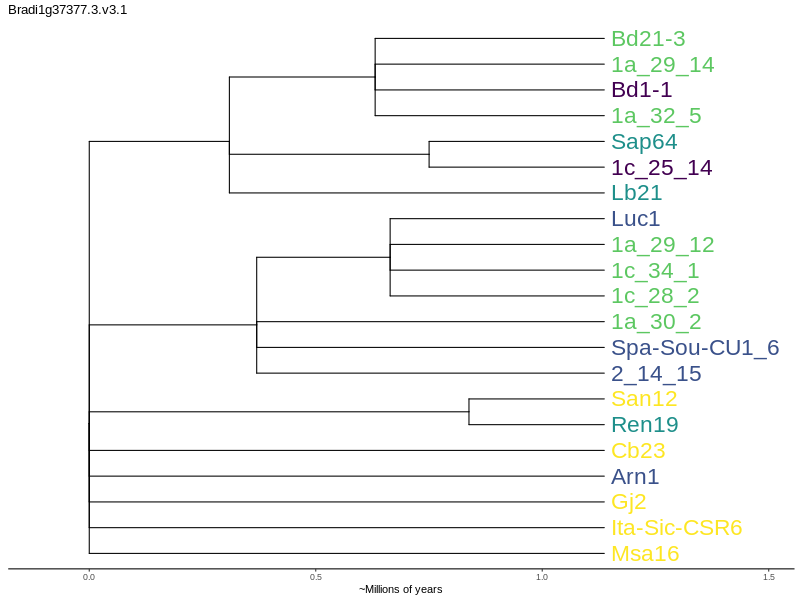 Bradi1g37377.3.v3.1
Bd21-3
1a_29_14
Bd1-1
1a_32_5
Sap64
1c_25_14
Lb21
Luc1
1a_29_12
1c_34_1
1c_28_2
1a_30_2
Spa-Sou-CU1_6
2_14_15
San12
Ren19
Cb23
Arn1
Gj2
Ita-Sic-CSR6
Msa16
0.0 0.5 1.0 1.5
~Millions of years